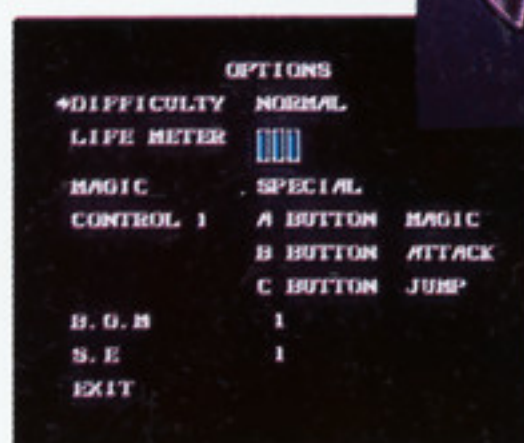 OPTIONS
DIFFICULTY NORMAL
LIFE METER
MAGIC SPECIAL
CONTROL 1 A BUTTON MAGIC
B BUTTON ATTACK
C BUTTON JUMP
B.G.M 1
S.E 1
EXIT